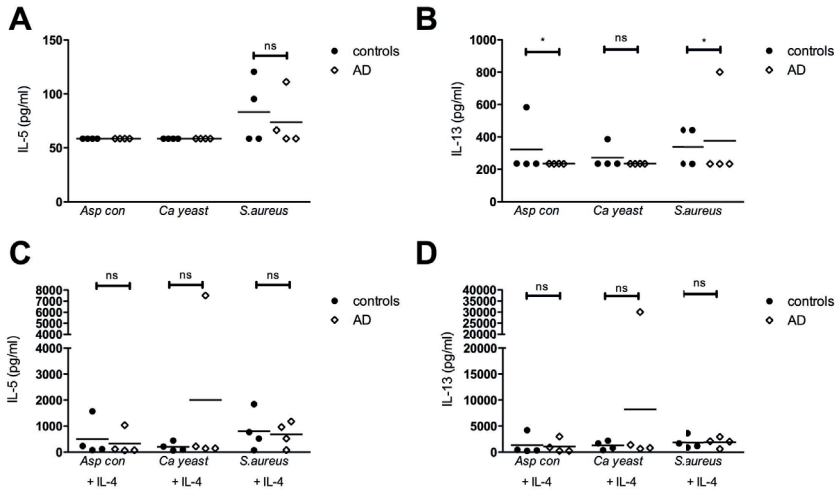 A
150
100
50
0
IL-5 (pg/ml)
ns
Asp con Ca yeast S.aureus
controls
AD
B
1000
800
600
400
200
0
IL-13 (pg/ml)
* ns *
Asp con Ca yeast S.aureus
controls
AD
C
8000
7000
6000
5000
4000
4000
2000
0
IL-5 (pg/ml)
ns ns ns
Asp con Ca yeast S.aureus
+ IL-4 + IL-4 + IL-4
controls
AD
D
40000
35000
30000
25000
20000
20000
15000
10000
5000
0
IL-13 (pg/ml)
ns ns ns
Asp con Ca yeast S.aureus
+ IL-4 + IL-4 + IL-4
controls
AD